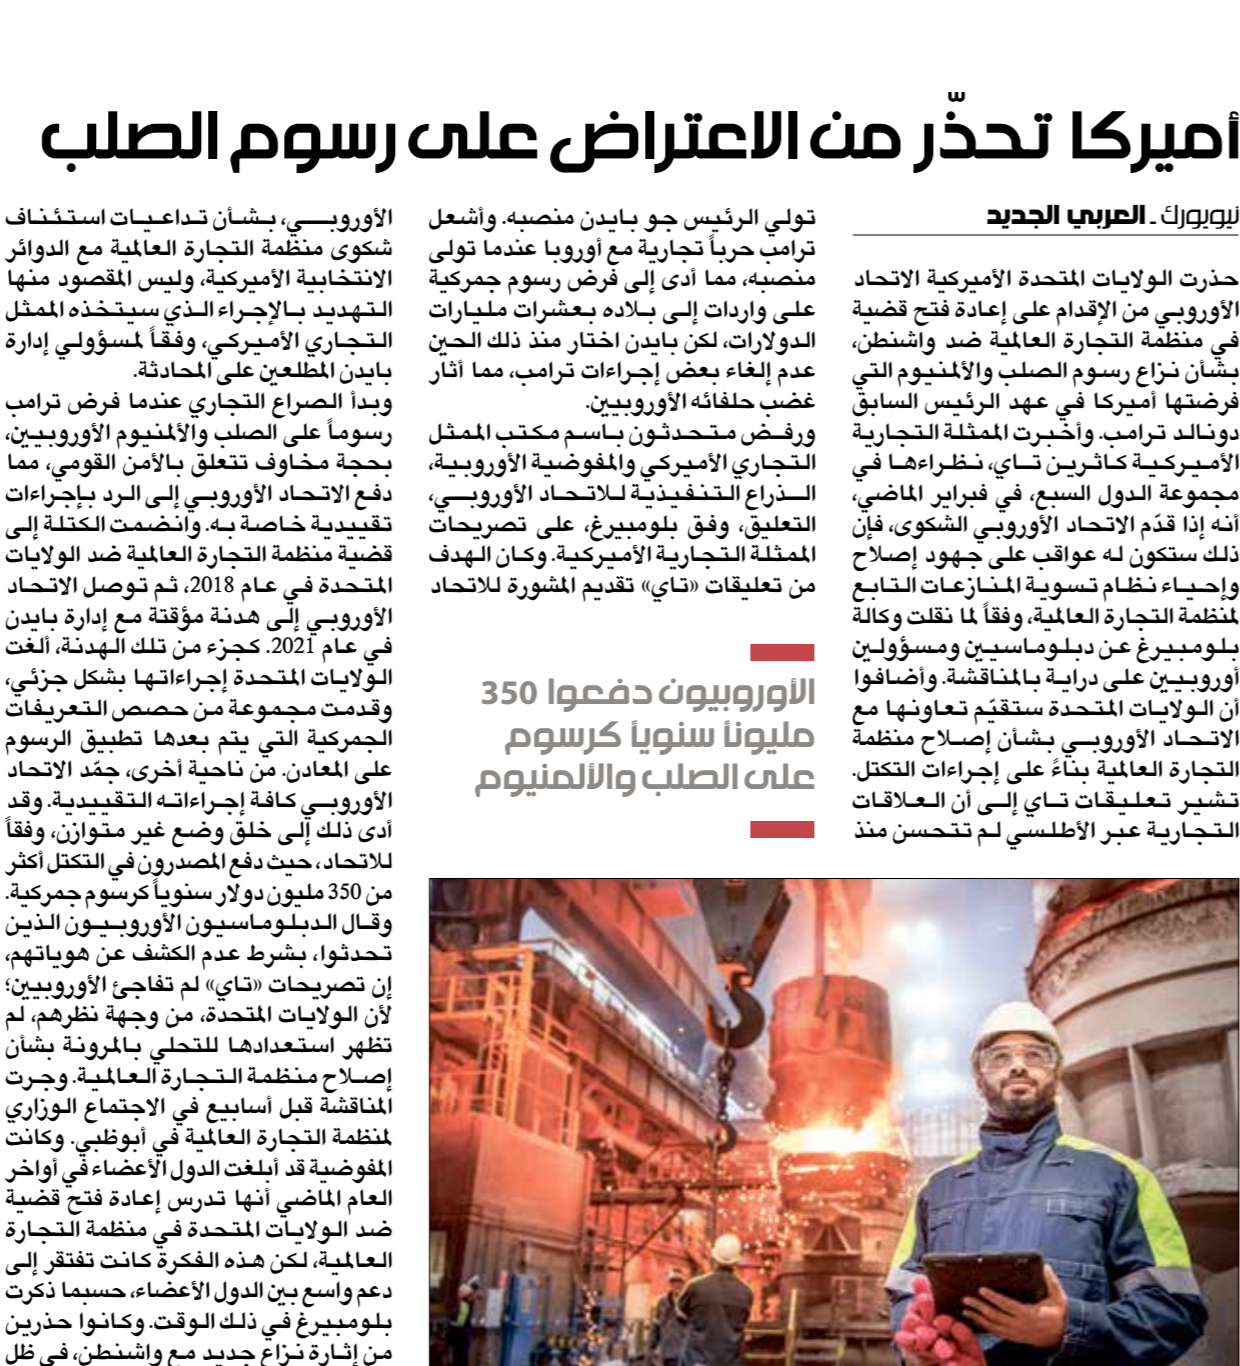 أميركا تحذّر من الاعتراض على رسوم الصلب
نيويورك ـ العربي الجديد
حذرت الولايات المتحدة الأميركية الاتحاد
الأوروبي من الإقدام على إعادة فتح قضية
في منظمة التجارة العالمية ضد واشنطن،
بشأن نزاع رسوم الصلب والألمنيوم التي
فرضتها أميركا في عهد الرئيس السابق
دونالد ترامب. وأخبرت الممثلة التجارية
الأميركية كاثرين تاي، نظراءها في
مجموعة الدول السبع، في فبراير الماضي،
أنه إذا قدّم الاتحاد الأوروبي الشكوى، فإن
ذلك ستكون له عواقب على جهود إصلاح
وإحياء نظام تسوية المنازعات التابع
لمنظمة التجارة العالمية، وفقاً لما نقلت وكالة
بلومبيرغ عن دبلوماسيين ومسؤولين
أوروبيين على دراية بالمناقشة. وأضافوا
أن الولايات المتحدة ستقيّم تعاونها مع
الاتحاد الأوروبي بشأن إصلاح منظمة
التجارة العالمية بناءً على إجراءات التكتل.
تشير تعليقات تاي إلى أن العلاقات
التجارية عبر الأطلسي لم تتحسن منذ
تولي الرئيس جو بايدن منصبه. وأشعل
ترامب حرباً تجارية مع أوروبا عندما تولى
منصبه، مما أدى إلى فرض رسوم جمركية
على واردات إلى بلاده بعشرات مليارات
الدولارات، لكن بايدن اختار منذ ذلك الحين
عدم إلغاء بعض إجراءات ترامب، مما أثار
غضب حلفائه الأوروبيين.
ورفض متحدثون باسم مكتب الممثل
التجاري الأميركي والمفوضية الأوروبية،
الذراع التنفيذية للاتحاد الأوروبي،
التعليق، وفق بلومبيرغ، على تصريحات
الممثلة التجارية الأميركية. وكان الهدف
من تعليقات «تاي» تقديم المشورة للاتحاد
الأوروبيون دفعوا 350
مليوناً سنوياً كرسوم
على الصلب والألمنيوم
الأوروبي، بشأن تداعيات استئناف
شكوى منظمة التجارة العالمية مع الدوائر
الانتخابية الأميركية، وليس المقصود منها
التهديد بالإجراء الذي سيتخذه الممثل
التجاري الأميركي، وفقاً لمسؤولي إدارة
بايدن المطلعين على المحادثة.
وبدأ الصراع التجاري عندما فرض ترامب
رسوماً على الصلب والألمنيوم الأوروبيين،
بحجة مخاوف تتعلق بالأمن القومي، مما
دفع الاتحاد الأوروبي إلى الرد بإجراءات
تقييدية خاصة به. وانضمت الكتلة إلى
قضية منظمة التجارة العالمية ضد الولايات
المتحدة في عام 2018، ثم توصل الاتحاد
الأوروبي إلى هدنة مؤقتة مع إدارة بايدن
في عام 2021. كجزء من تلك الهدنة، ألغت
الولايات المتحدة إجراءاتها بشكل جزئي،
وقدمت مجموعة من حصص التعريفات
الجمركية التي يتم بعدها تطبيق الرسوم
على المعادن. من ناحية أخرى، جمّد الاتحاد
الأوروبي كافة إجراءاته التقييدية. وقد
أدى ذلك إلى خلق وضع غير متوازن، وفقاً
للاتحاد، حيث دفع المصدرون في التكتل أكثر
من 350 مليون دولار سنوياً كرسوم جمركية.
وقال الدبلوماسيون الأوروبيون الذين
تحدثوا، بشرط عدم الكشف عن هوياتهم،
إن تصريحات «تاي» لم تفاجئ الأوروبيين؛
لأن الولايات المتحدة، من وجهة نظرهم، لم
تظهر استعدادها للتحلي بالمرونة بشأن
إصلاح منظمة التجارة العالمية. وجرت
المناقشة قبل أسابيع في الاجتماع الوزاري
لمنظمة التجارة العالمية في أبوظبي. وكانت
المفوضية قد أبلغت الدول الأعضاء في أواخر
العام الماضي أنها تدرس إعادة فتح قضية
ضد الولايات المتحدة في منظمة التجارة
العالمية، لكن هذه الفكرة كانت تفتقر إلى
دعم واسع بين الدول الأعضاء، حسبما ذكرت
بلومبيرغ في ذلك الوقت. وكانوا حذرين
من إثارة نزاع جديد مع واشنطن، في ظل